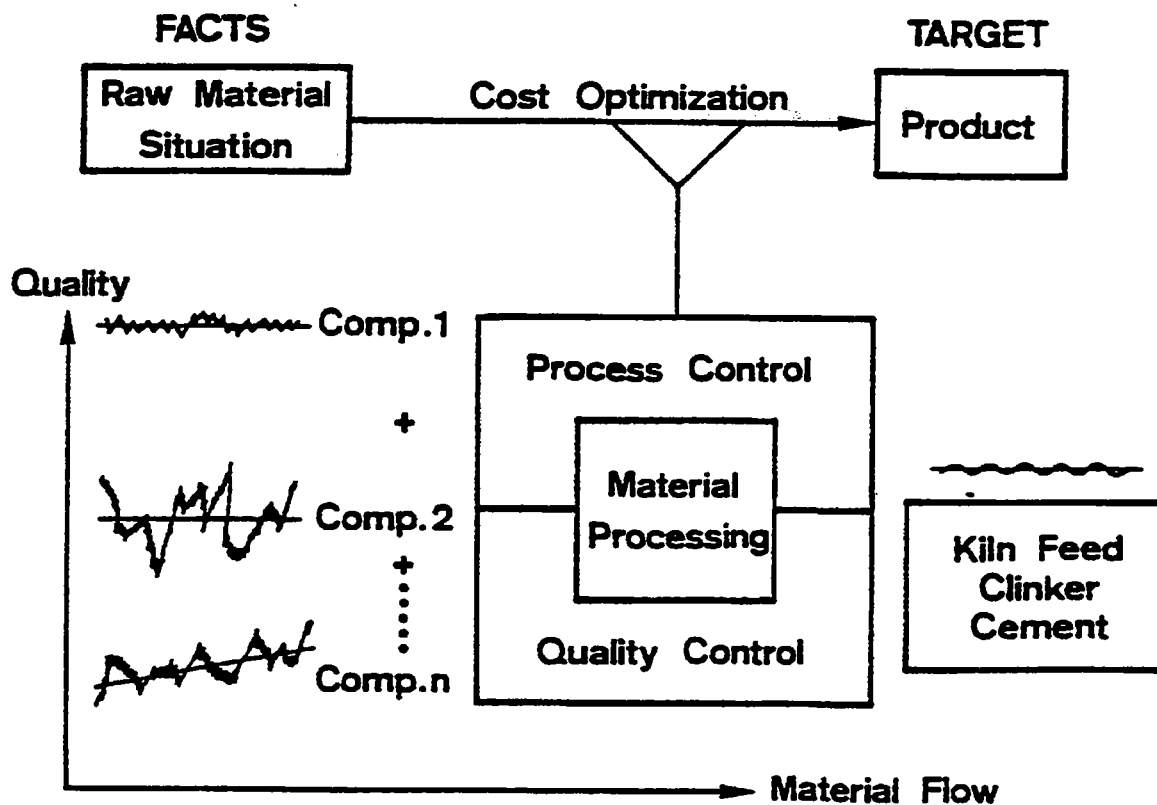 FACTS
TARGET
Raw Material
Situation
Cost Optimization
Product
Quality
Comp.1
+
Comp.2
+
Comp.n
Process Control
Material
Processing
Quality Control
Kiln Feed
Clinker
Cement
Material Flow